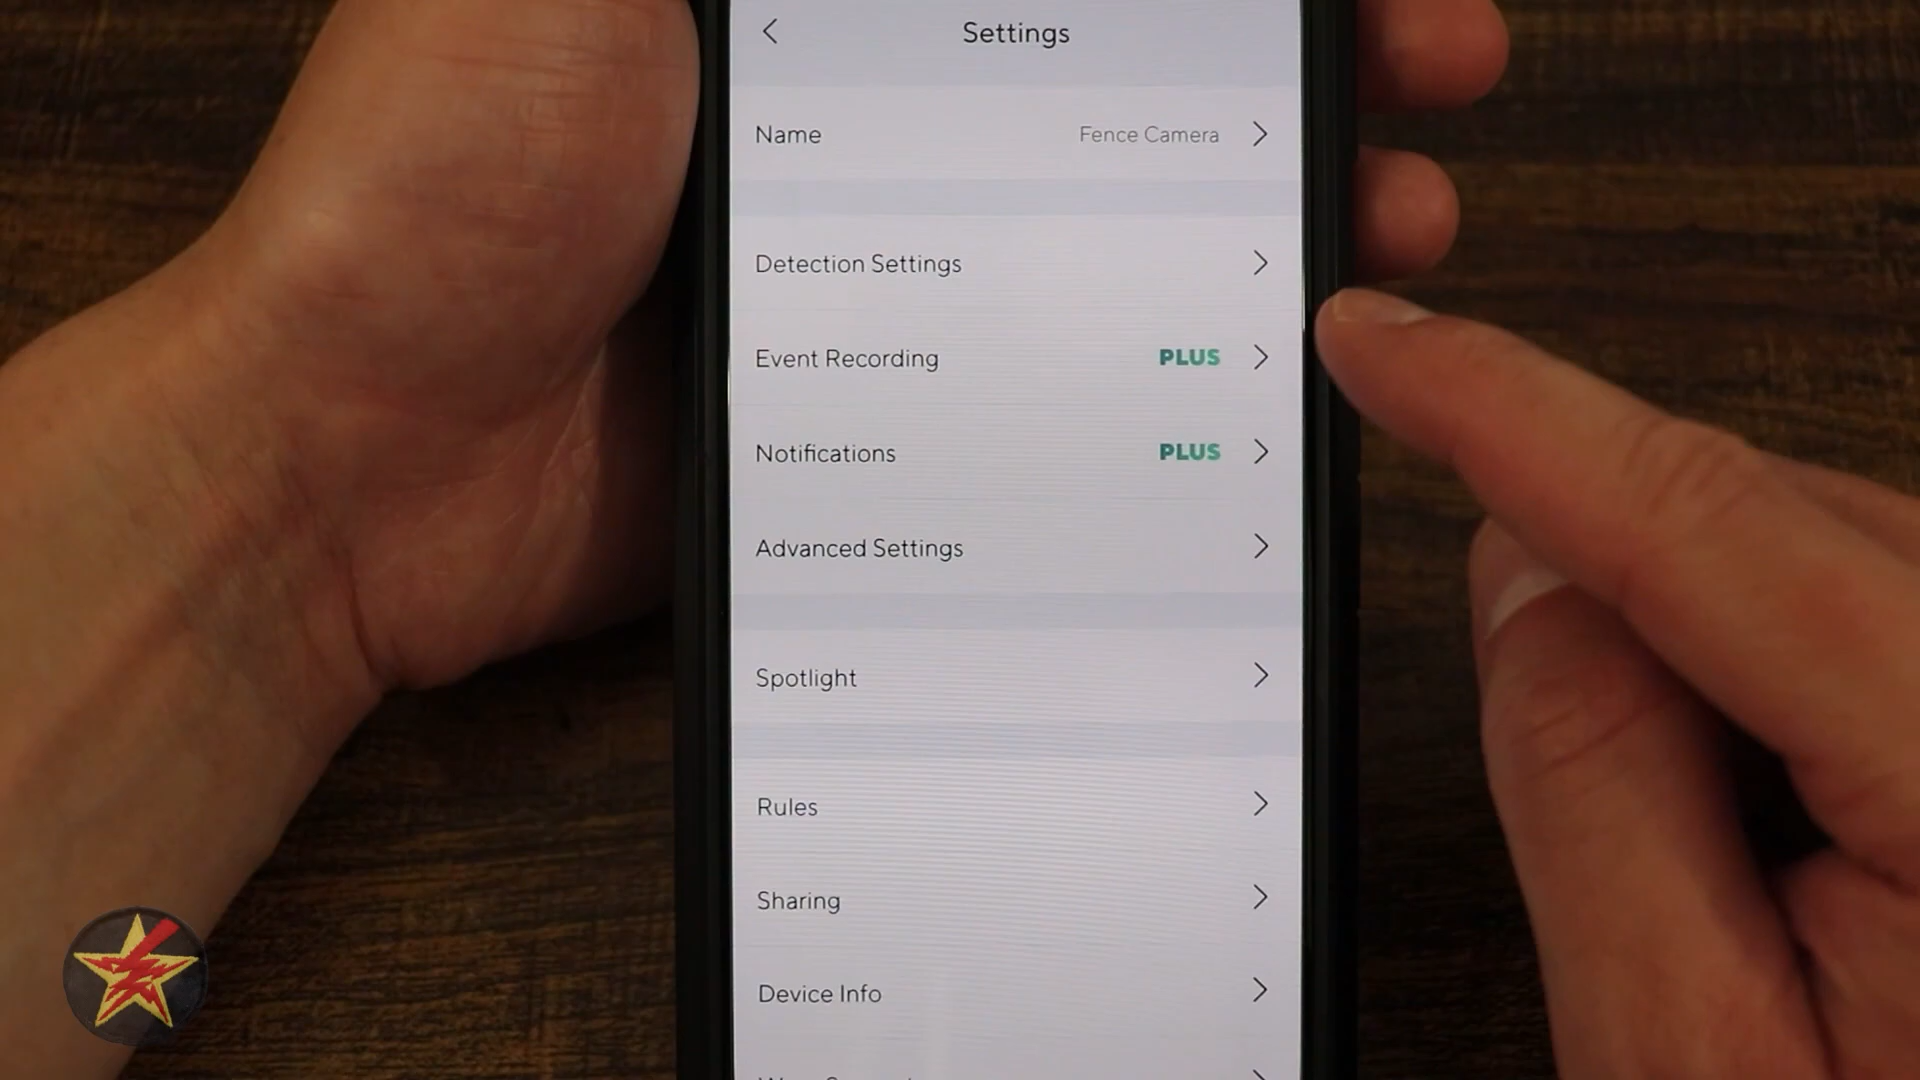 Settings
Name Fence Camera
Detection Settings
Event Recording PLUS
Notifications PLUS
Advanced Settings
Spotlight
Rules
Sharing
Device Info